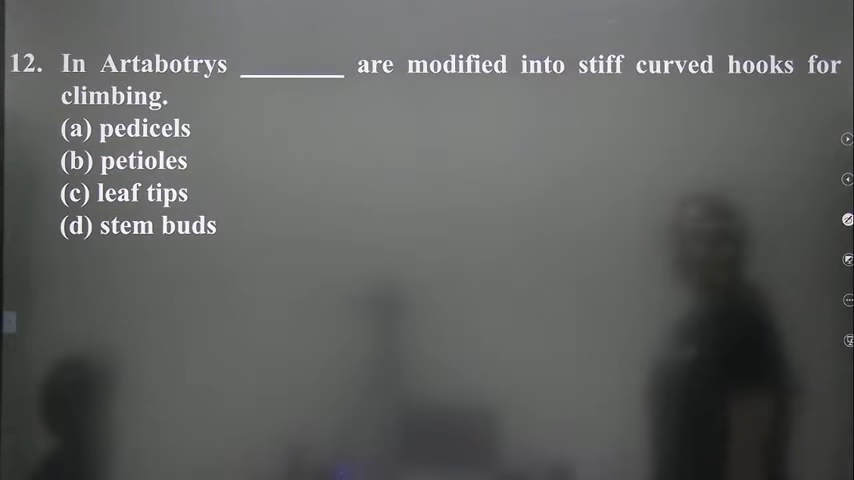 12. In Artabotrys ________ are modified into stiff curved hooks for
climbing.
(a) pedicels
(b) petioles
(c) leaf tips
(d) stem buds